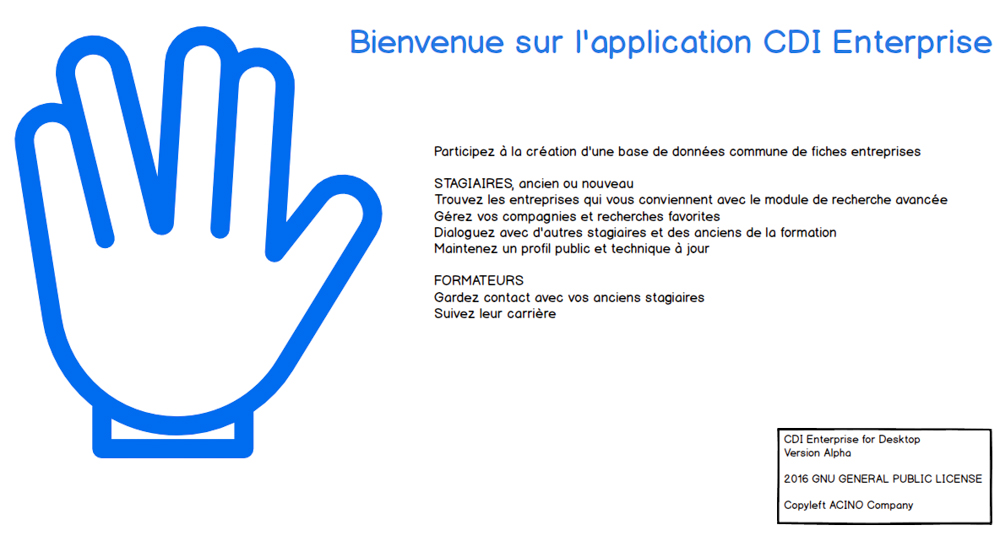 Bienvenue sur l'application CDI Enterprise
Participez à la création d'une base de données commune de fiches entreprises
STAGIAIRES, ancien ou nouveau
Trouvez les entreprises qui vous conviennent avec le module de recherche avancée
Gérez vos compagnies et recherches favorites
Dialoguez avec d'autres stagiaires et des anciens de la formation
Maintenez un profil public et technique à jour
FORMATEURS
Gardez contact avec vos anciens stagiaires
Suivez leur carrière
CDI Enterprise for Desktop
Version Alpha
2016 GNU GENERAL PUBLIC LICENSE
Copyleft ACINO Company